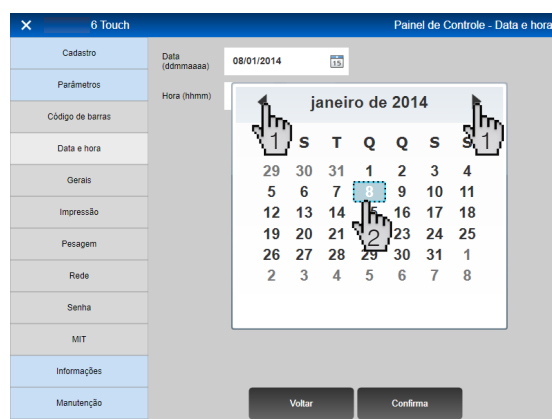 6 Touch
Painel de Controle - Data e hora
Cadastro
Parâmetros
Código de barras
Data e hora
Gerais
Impressão
Pesagem
Rede
Senha
MIT
Informações
Manutenção
Data
(ddmmaaaa)
08/01/2014
15
Hora (hhmm)
janeiro de 2014
1
1
S T Q Q S S
29 30 31 1 2 3 4
5 6 7 8 9 10 11
12 13 14 15 16 17 18
2
19 20 21 23 24 25
26 27 28 29 30 31 1
2 3 4 5 6 7 8
Voltar
Confirma